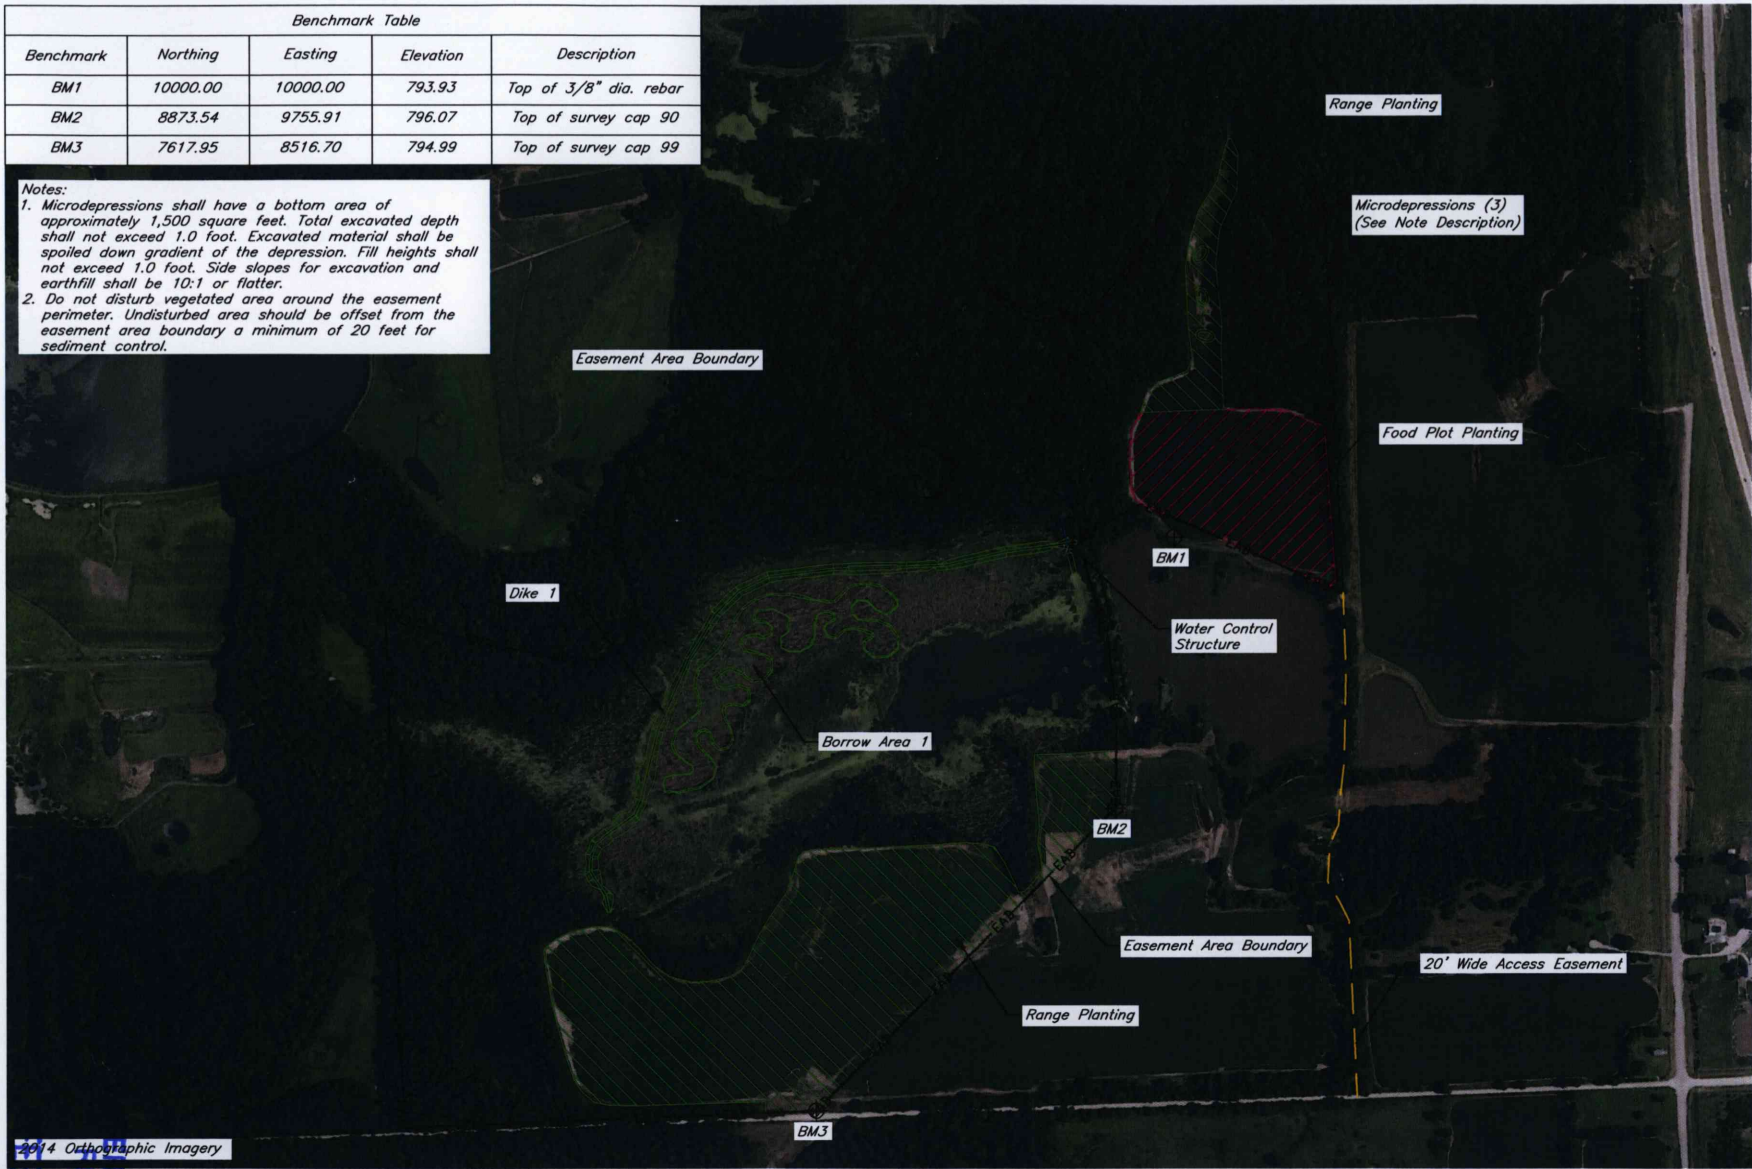 Benchmark Table
Benchmark Northing Easting Elevation Description
BM1 10000.00 10000.00 793.93 Top of 3/8" dia. rebar
BM2 8873.54 9755.91 796.07 Top of survey cap 90
BM3 7617.95 8516.70 794.99 Top of survey cap 99
Notes:
1. Microdepressions shall have a bottom area of
approximately 1,500 square feet. Total excavated depth
shall not exceed 1.0 foot. Excavated material shall be
spoiled down gradient of the depression. Fill heights shall
not exceed 1.0 foot. Side slopes for excavation and
earthfill shall be 10:1 or flatter.
2. Do not disturb vegetated area around the easement
perimeter. Undisturbed area should be offset from the
easement area boundary a minimum of 20 feet for
sediment control.
Range Planting
Microdepressions (3)
(See Note Description)
Easement Area Boundary
Food Plot Planting
BM1
EAB
Dike 1
Water Control
Structure
Borrow Area 1
BM2
EAB
EAB
Easement Area Boundary
20' Wide Access Easement
EAB
Range Planting
EAB
BM3
2014 Orthographic Imagery